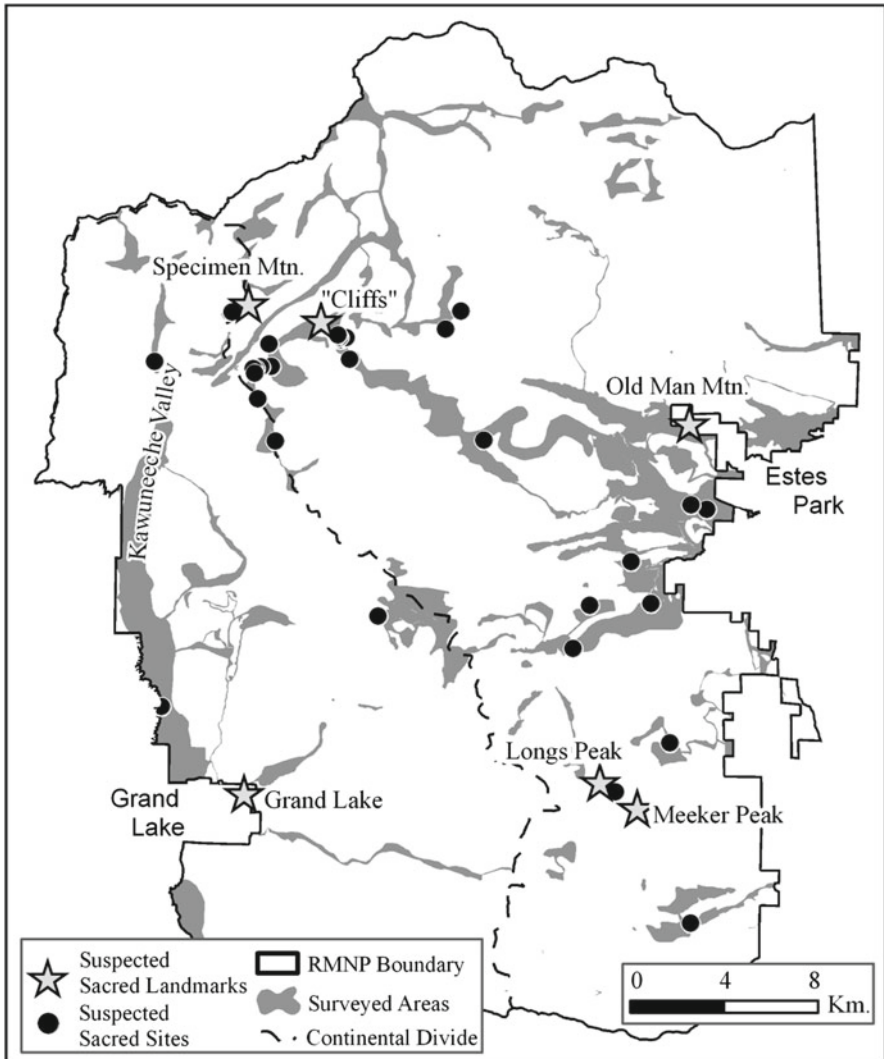 Specimen Mtn.
"Cliffs"
Old Man Mtn.
Kawuneeche Valley
Estes
Park
Longs Peak
Grand
Lake
Grand Lake
Meeker Peak
Suspected
Sacred Landmarks
Suspected
Sacred Sites
RMNP Boundary
Surveyed Areas
Continental Divide
0 4 8
Km.